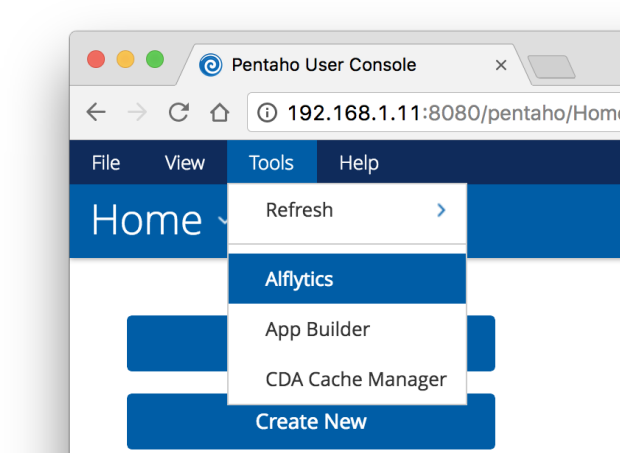 Pentaho User Console
192.168.1.11:8080/pentaho/Home
File View Tools Help
Home
Refresh
Alflytics
App Builder
CDA Cache Manager
Create New